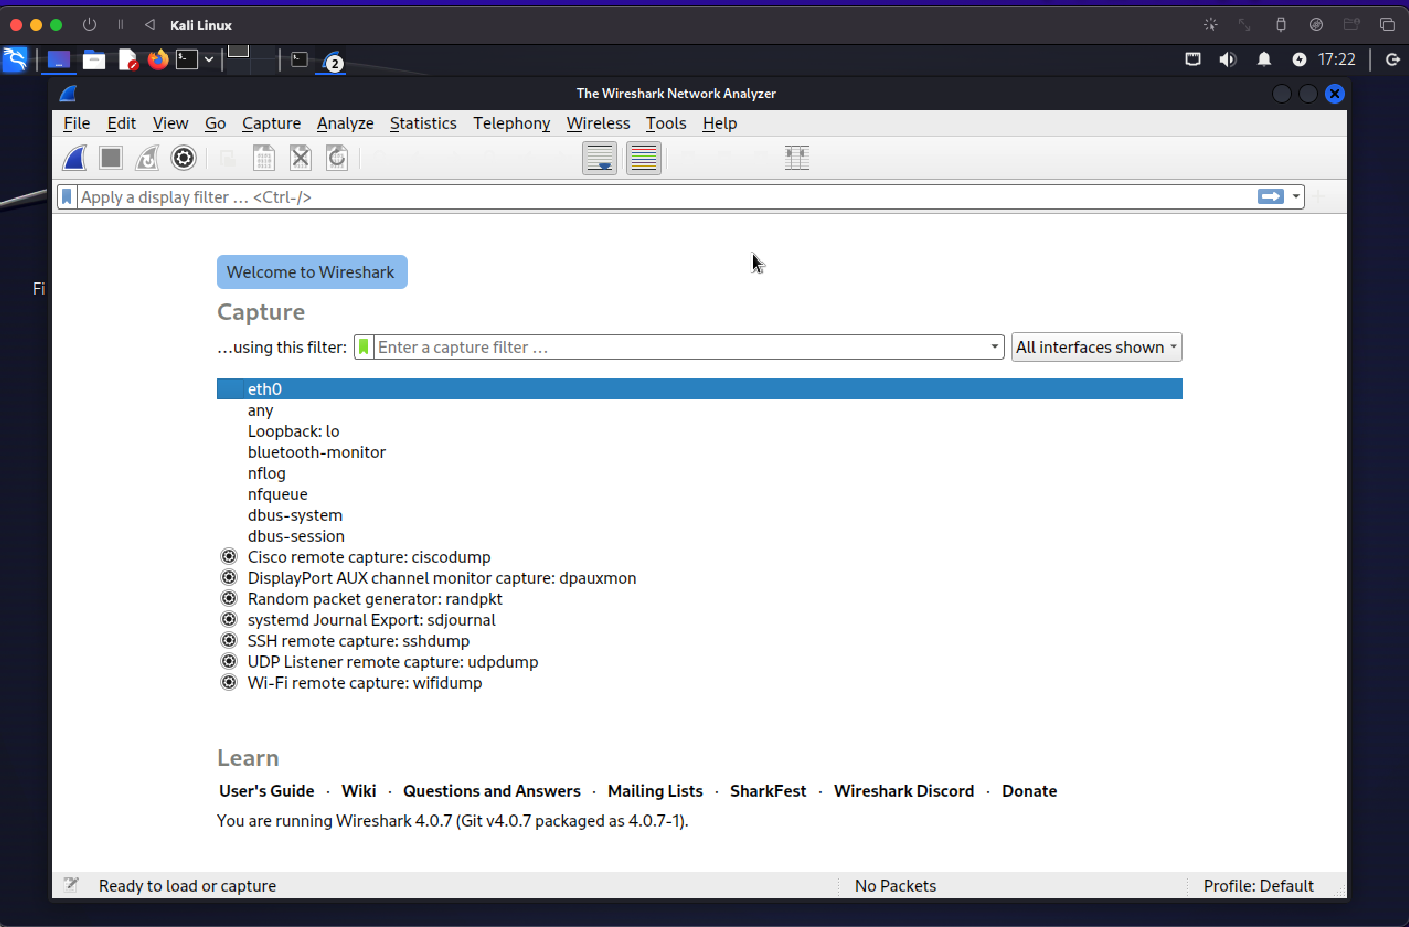 Kali Linux
2
17:22
The Wireshark Network Analyzer
File Edit View Go Capture Analyze Statistics Telephony Wireless Tools Help
Apply a display filter … <Ctrl-/>
Fi
Welcome to Wireshark
Capture
…using this filter: Enter a capture filter … All interfaces shown
eth0
any
Loopback: lo
bluetooth-monitor
nflog
nfqueue
dbus-system
dbus-session
Cisco remote capture: ciscodump
DisplayPort AUX channel monitor capture: dpauxmon
Random packet generator: randpkt
systemd Journal Export: sdjournal
SSH remote capture: sshdump
UDP Listener remote capture: udpdump
Wi-Fi remote capture: wifidump
Learn
User's Guide · Wiki · Questions and Answers · Mailing Lists · SharkFest · Wireshark Discord · Donate
You are running Wireshark 4.0.7 (Git v4.0.7 packaged as 4.0.7-1).
Ready to load or capture No Packets Profile: Default